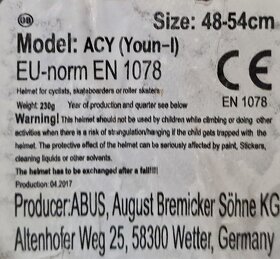 GB
Size: 48-54cm
Model: ACY (Youn-I)
EU-norm EN 1078
CE
Helmet for cyclists, skateboarders or roller skaters
EN 1078
Weight: 230g Year of production and quarter see below
Warning! This helmet should not be used by children while climbing or doing other
activities when there is a risk of strangulation/hanging if the child gets trapped with the
helmet. The protective effect of the helmet can be seriously affected by paint, Stickers,
cleaning liquids or other solvents.
The helmet has to be exchanged after a fall!!!
Production 04.2017
Producer:ABUS, August Bremicker Söhne KG
Altenhofer Weg 25, 58300 Wetter, Germany